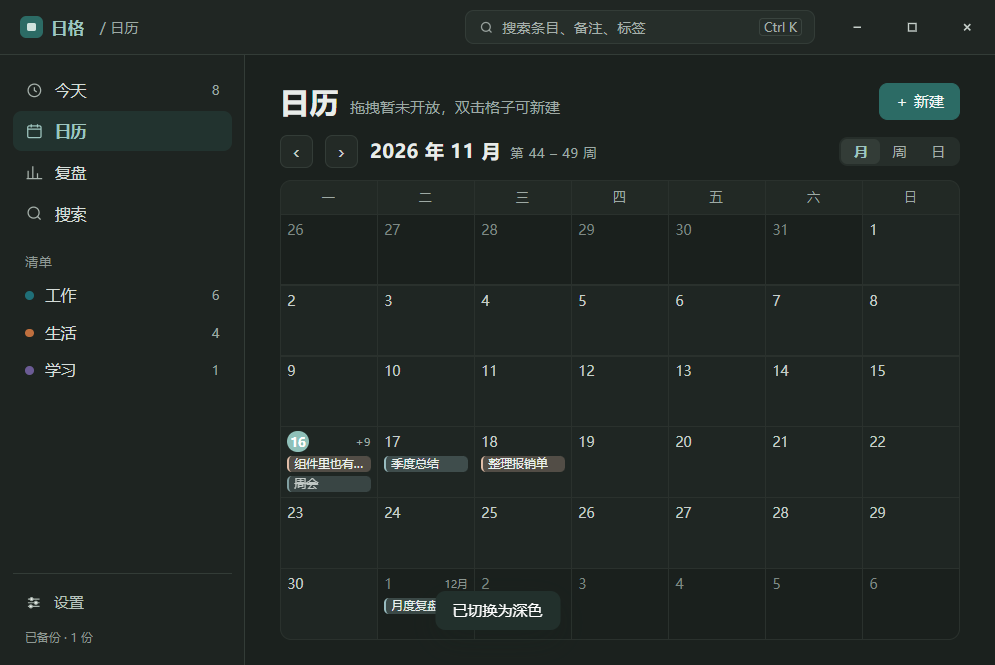 日格 / 日历
搜索条目、备注、标签 Ctrl K
今天 8
日历
复盘
搜索
清单
工作 6
生活 4
学习 1
设置
已备份 · 1 份
日历 拖拽暂未开放，双击格子可新建
+ 新建
‹ › 2026 年 11 月 第 44 – 49 周
月 周 日
一 二 三 四 五 六 日
26 27 28 29 30 31 1
2 3 4 5 6 7 8
9 10 11 12 13 14 15
16 +9 17 18 19 20 21 22
组件里也有... 季度总结 整理报销单
周会
23 24 25 26 27 28 29
30 1 12月 2 3 4 5 6
月度复盘
已切换为深色